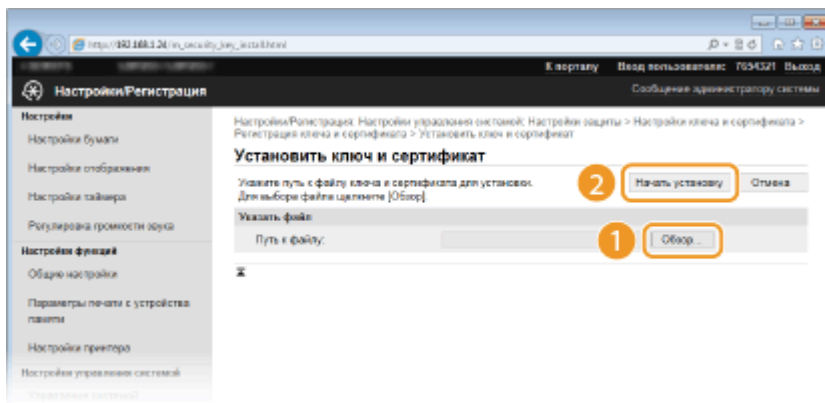 http://192.168.1.24/m_security_key_install.html
К порталу Вход пользователя: 7654321 Выход
Настройки/Регистрация Сообщение администратору системы
Настройки
Настройки бумаги
Настройки отображения
Настройки таймера
Регулировка громкости звука
Настройки функций
Общие настройки
Параметры печати с устройства памяти
Настройки принтера
Настройки управления системой
Управление системой
Настройки/Регистрация: Настройки управления системой: Настройки защиты > Настройки ключа и сертификата >
Регистрация ключа и сертификата > Установить ключ и сертификат
Установить ключ и сертификат
Укажите путь к файлу ключа и сертификата для установки.
Для выбора файла щелкните [Обзор].
2 Начать установку Отмена
Указать файл
Путь к файлу: 1 Обзор...